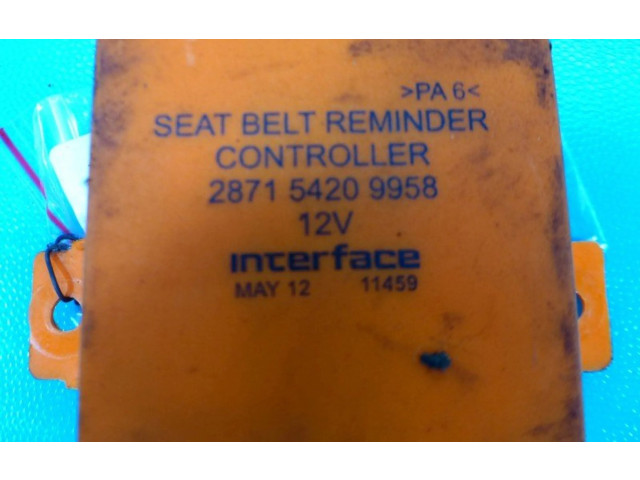 >PA 6<
SEAT BELT REMINDER
CONTROLLER
2871 5420 9958
12V
interface
MAY 12 11459